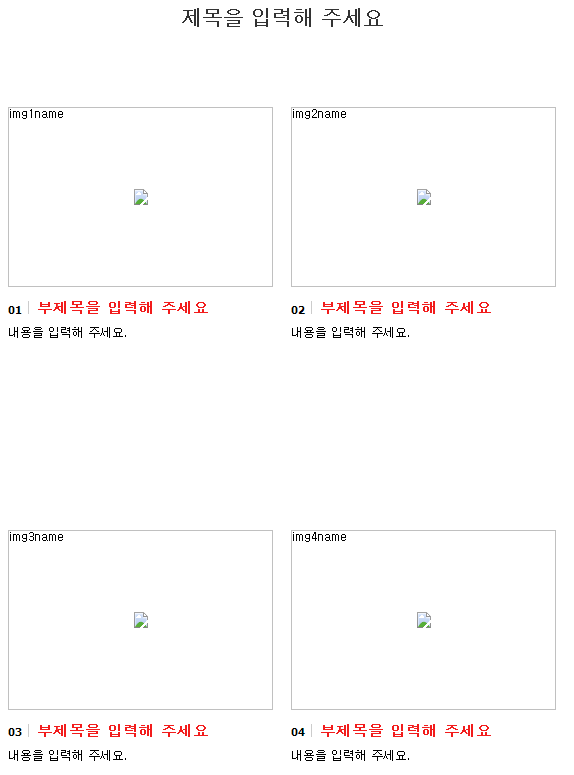 제목을 입력해 주세요
img1name
img2name
01 부제목을 입력해 주세요
내용을 입력해 주세요.
02 부제목을 입력해 주세요
내용을 입력해 주세요.
img3name
img4name
03 부제목을 입력해 주세요
내용을 입력해 주세요.
04 부제목을 입력해 주세요
내용을 입력해 주세요.